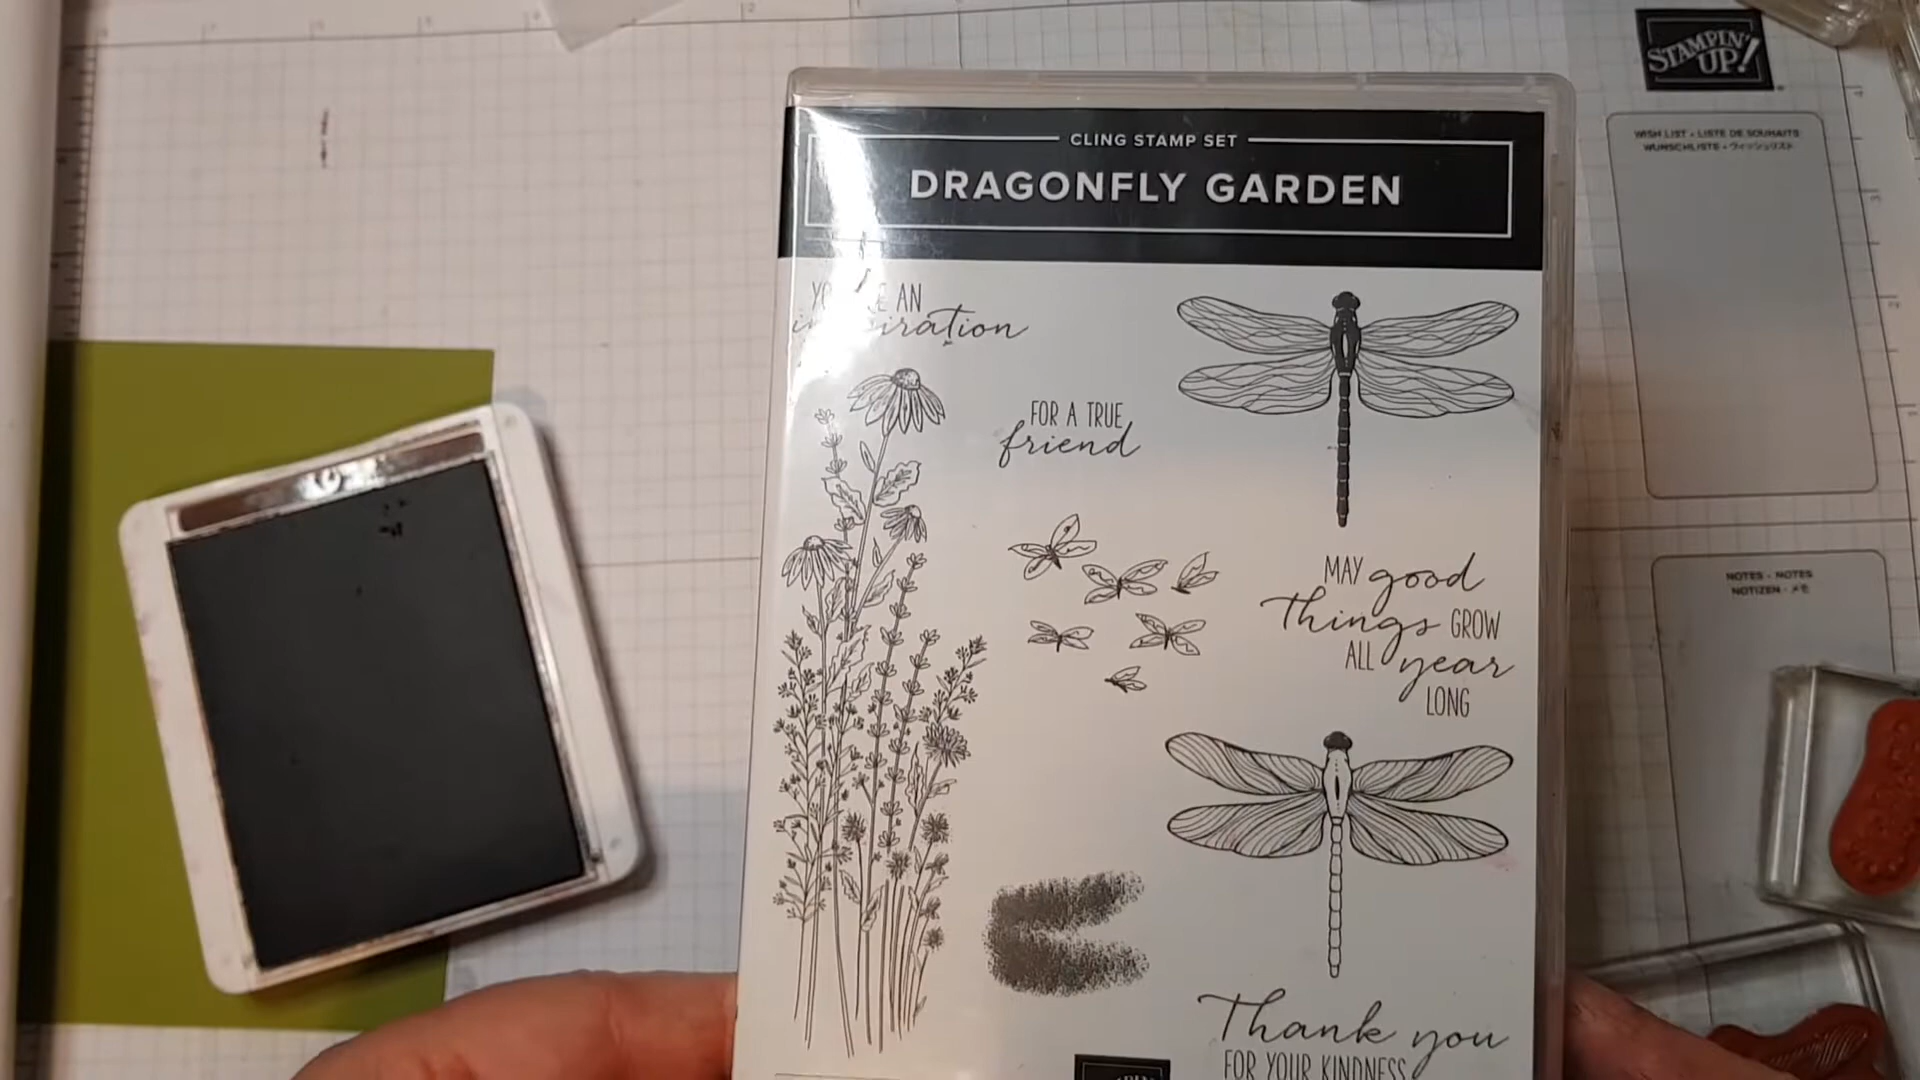 STAMPIN'
UP!
WISH LIST • LISTE DE SOUHAITS
WUNSCHLISTE • ウィッシュリスト
CLING STAMP SET
DRAGONFLY GARDEN
AN
FOR A TRUE
friend
MAY good
Things GROW
ALL year
LONG
NOTES • NOTES
NOTIZEN • メモ
Thank you
FOR YOUR KINDNESS